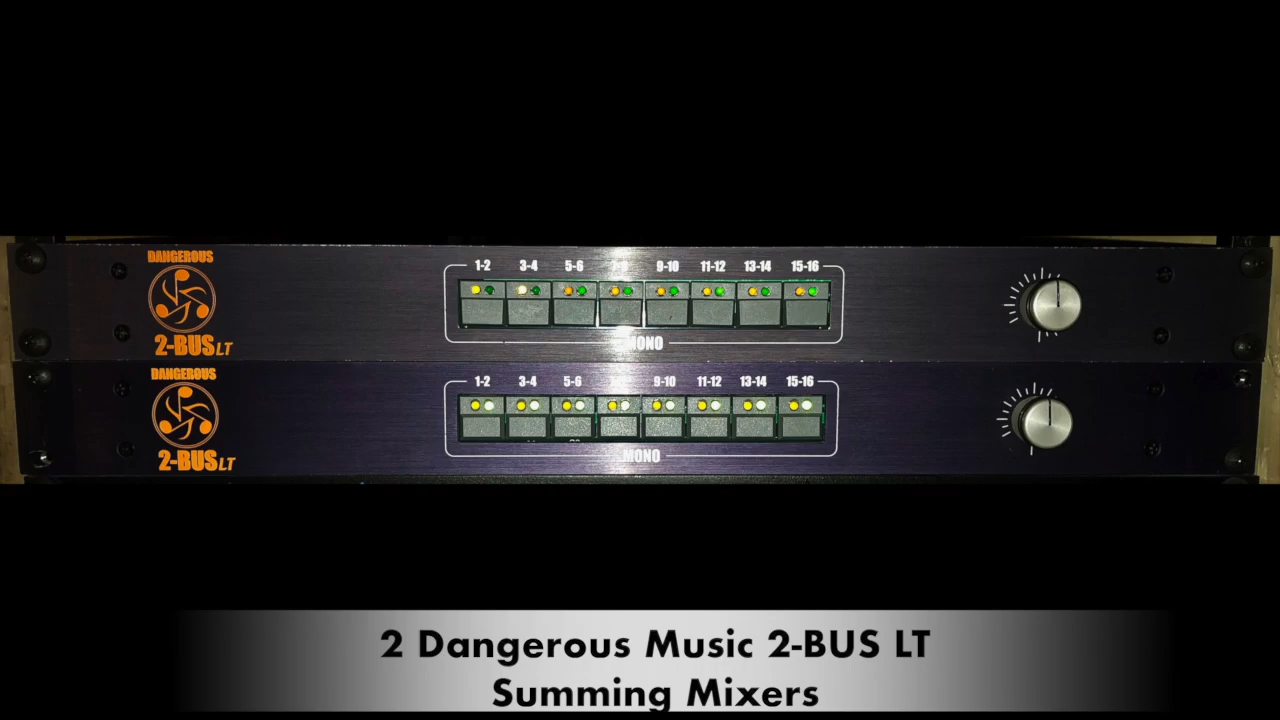 DANGEROUS
2-BUS LT
1-2 3-4 5-6 7-8 9-10 11-12 13-14 15-16
MONO
DANGEROUS
2-BUS LT
1-2 3-4 5-6 9-10 11-12 13-14 15-16
MONO
2 Dangerous Music 2-BUS LT
Summing Mixers